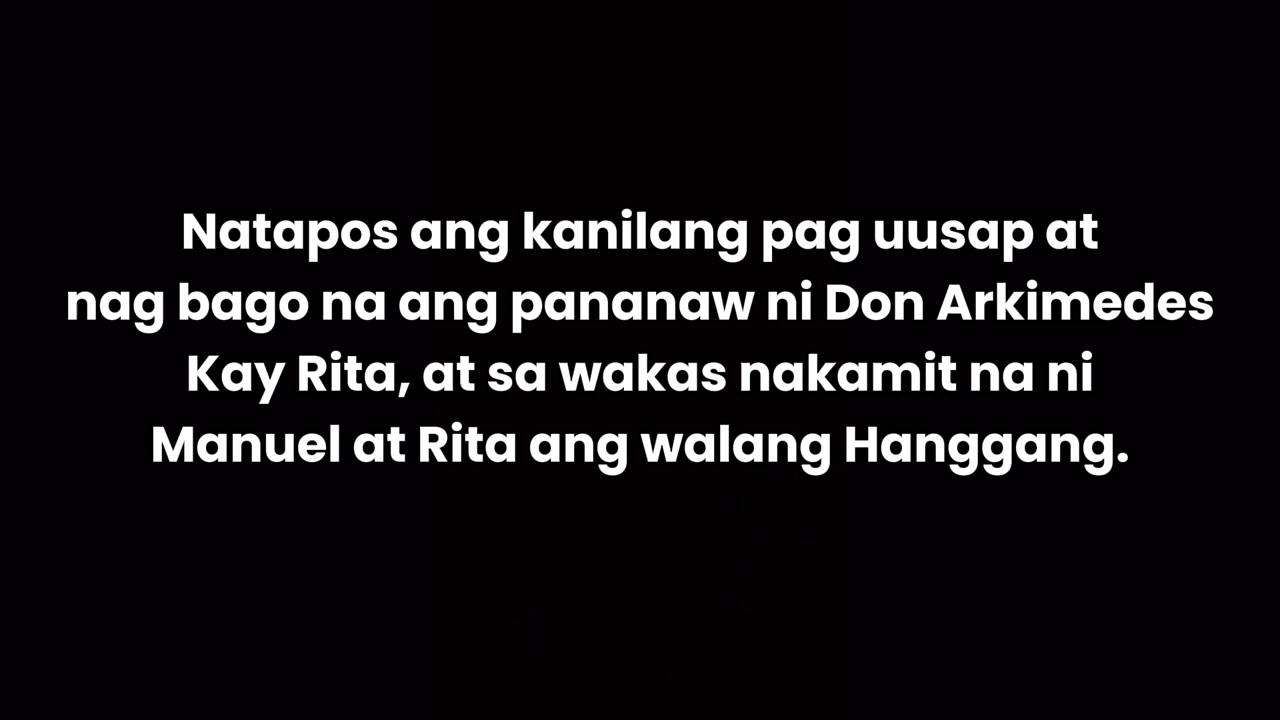 Natapos ang kanilang pag uusap at
nag bago na ang pananaw ni Don Arkimedes
Kay Rita, at sa wakas nakamit na ni
Manuel at Rita ang walang Hanggang.